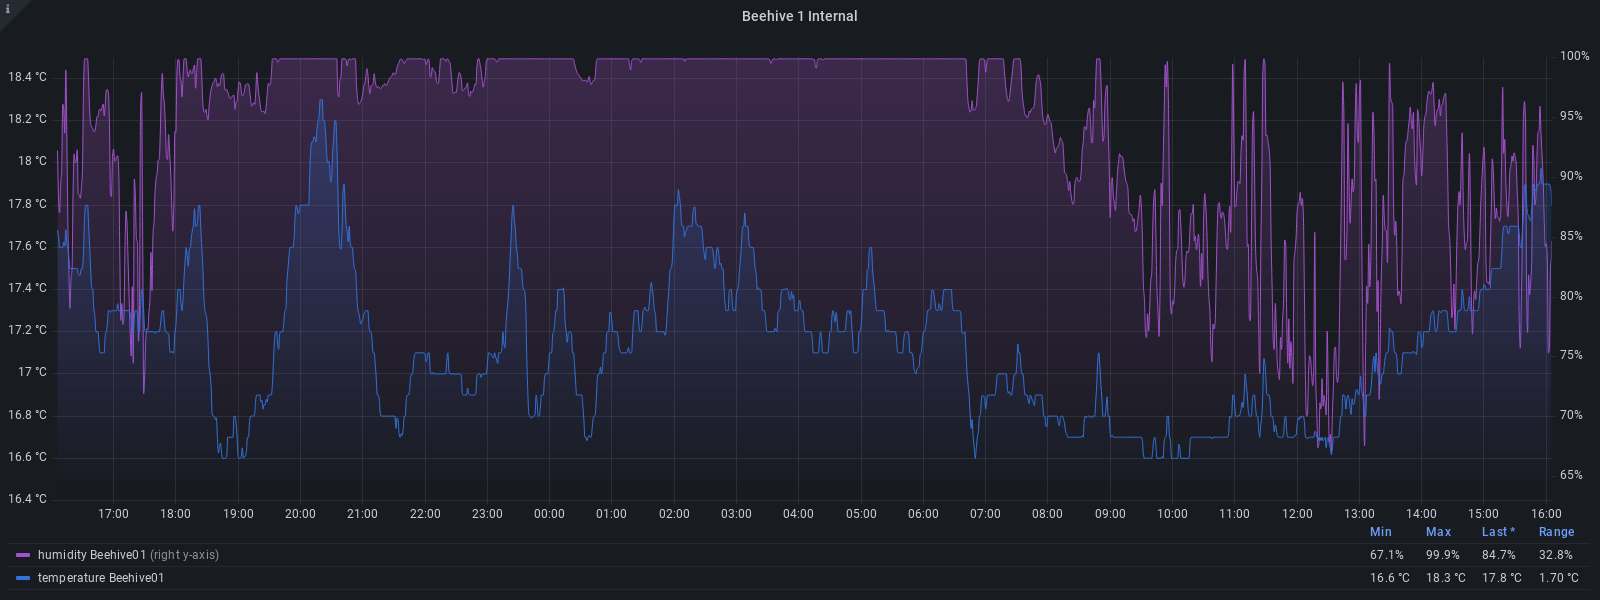 i
Beehive 1 Internal
18.4 °C
18.2 °C
18 °C
17.8 °C
17.6 °C
17.4 °C
17.2 °C
17 °C
16.8 °C
16.6 °C
16.4 °C
100%
95%
90%
85%
80%
75%
70%
65%
17:00 18:00 19:00 20:00 21:00 22:00 23:00 00:00 01:00 02:00 03:00 04:00 05:00 06:00 07:00 08:00 09:00 10:00 11:00 12:00 13:00 14:00 15:00 16:00
Min Max Last * Range
humidity Beehive01 (right y-axis) 67.1% 99.9% 84.7% 32.8%
temperature Beehive01 16.6 °C 18.3 °C 17.8 °C 1.70 °C